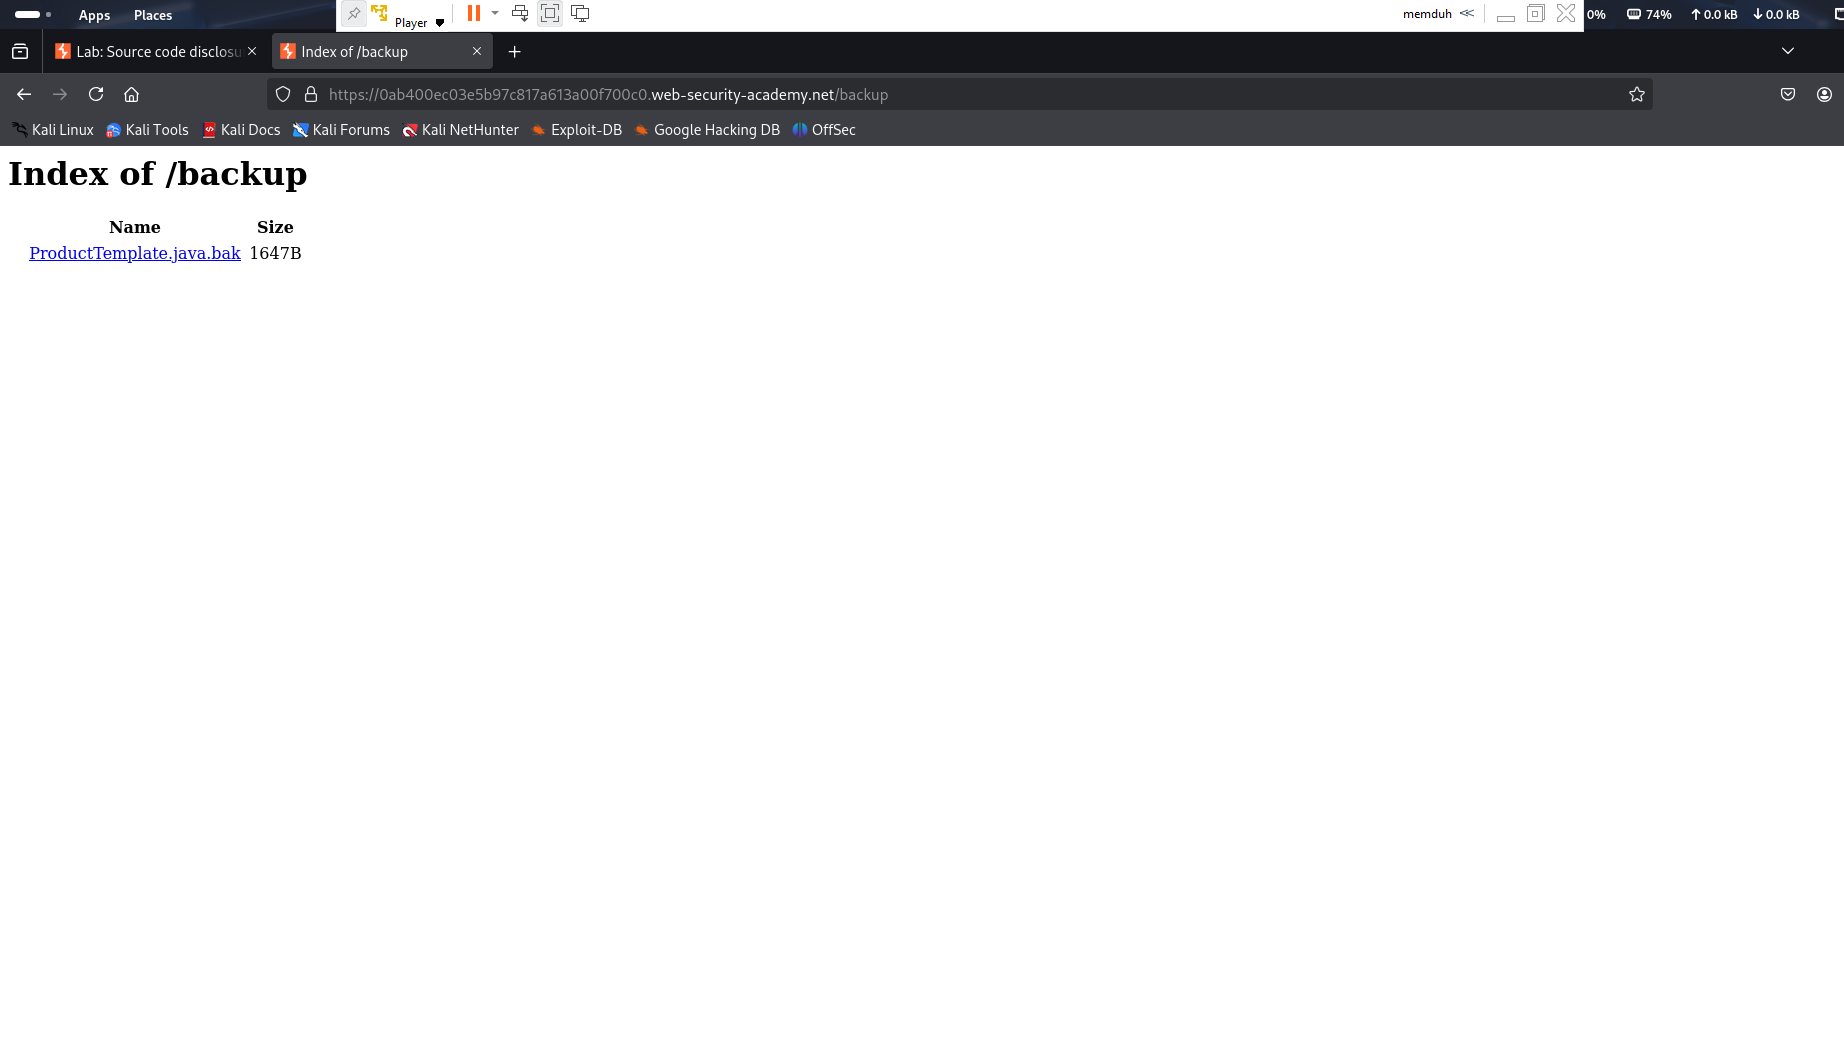 Apps Places Player memduh 0% 74% 0.0 kB 0.0 kB
Lab: Source code disclosu Index of /backup
https://0ab400ec03e5b97c817a613a00f700c0.web-security-academy.net/backup
Kali Linux Kali Tools Kali Docs Kali Forums Kali NetHunter Exploit-DB Google Hacking DB OffSec
Index of /backup
Name Size
ProductTemplate.java.bak 1647B